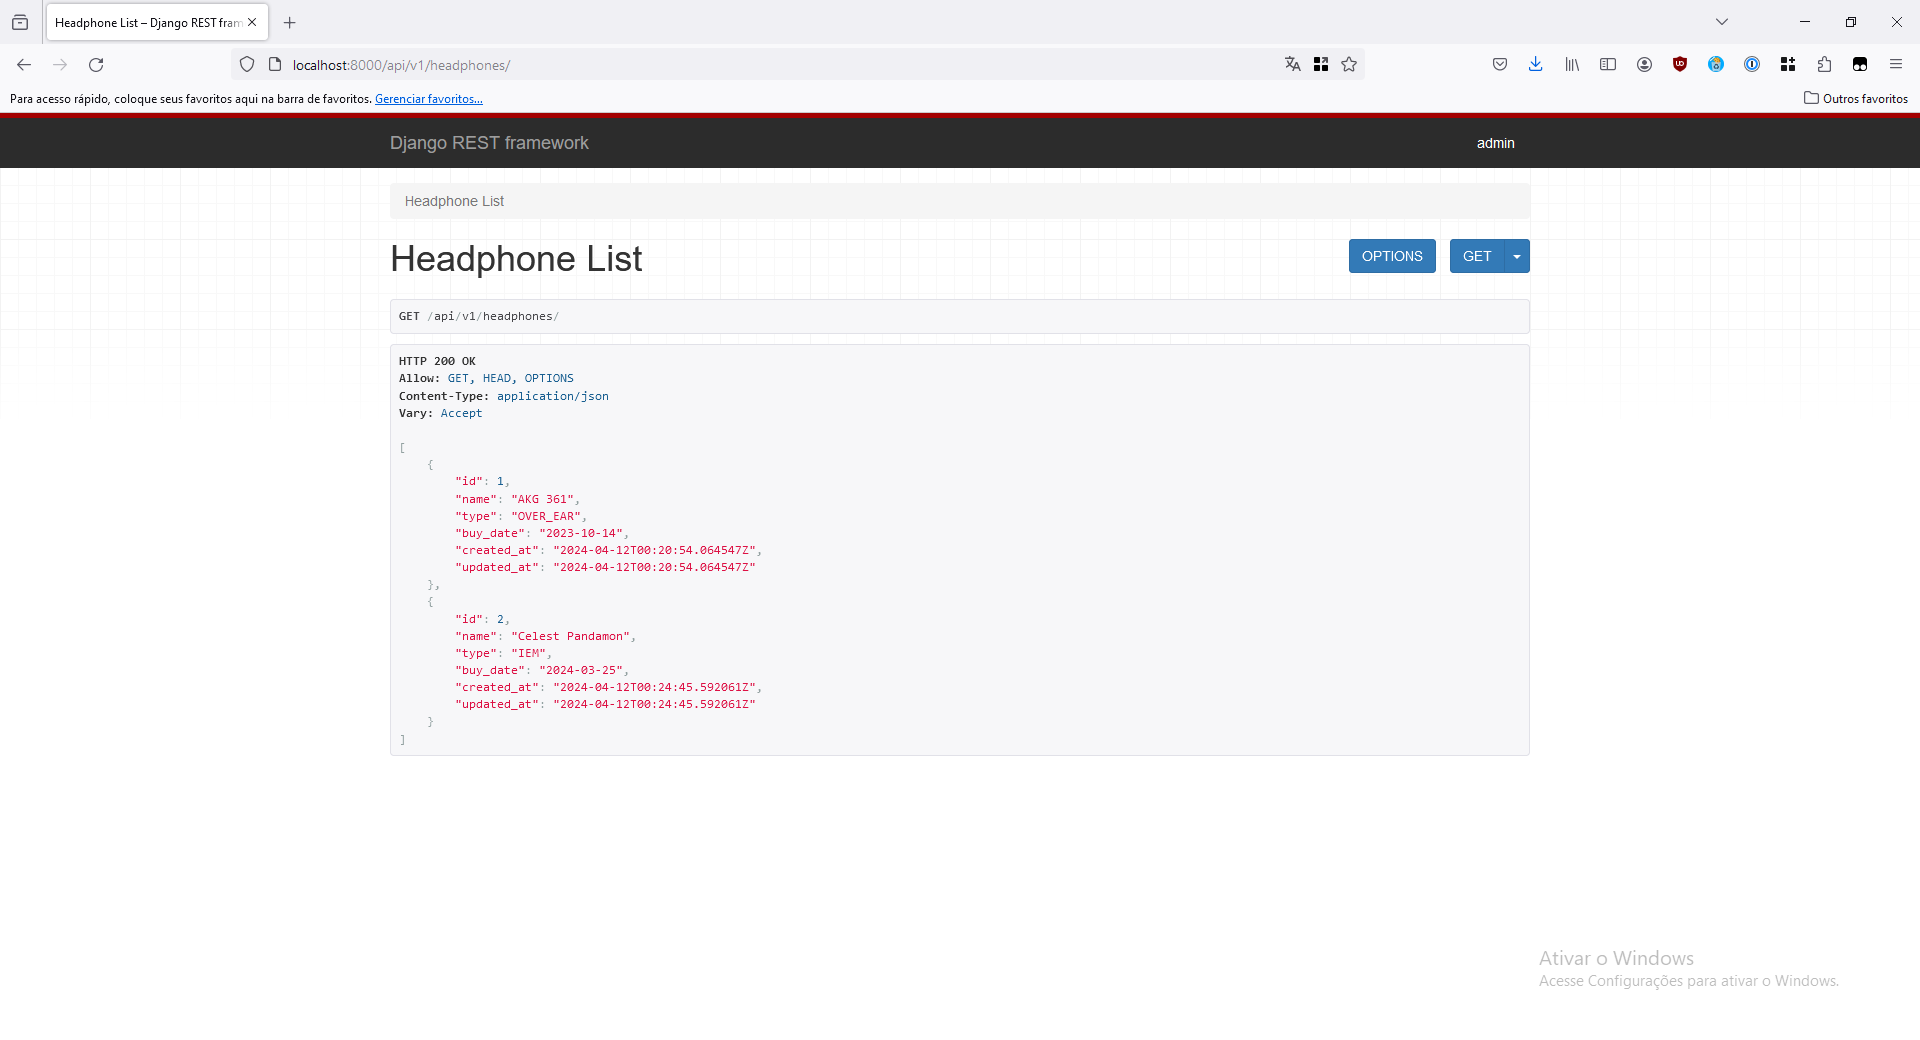 Headphone List – Django REST fram
localhost:8000/api/v1/headphones/
Para acesso rápido, coloque seus favoritos aqui na barra de favoritos. Gerenciar favoritos...
Outros favoritos
Django REST framework
admin
Headphone List
Headphone List
OPTIONS
GET
GET /api/v1/headphones/
HTTP 200 OK
Allow: GET, HEAD, OPTIONS
Content-Type: application/json
Vary: Accept
[
    {
        "id": 1,
        "name": "AKG 361",
        "type": "OVER_EAR",
        "buy_date": "2023-10-14",
        "created_at": "2024-04-12T00:20:54.064547Z",
        "updated_at": "2024-04-12T00:20:54.064547Z"
    },
    {
        "id": 2,
        "name": "Celest Pandamon",
        "type": "IEM",
        "buy_date": "2024-03-25",
        "created_at": "2024-04-12T00:24:45.592061Z",
        "updated_at": "2024-04-12T00:24:45.592061Z"
    }
]
Ativar o Windows
Acesse Configurações para ativar o Windows.